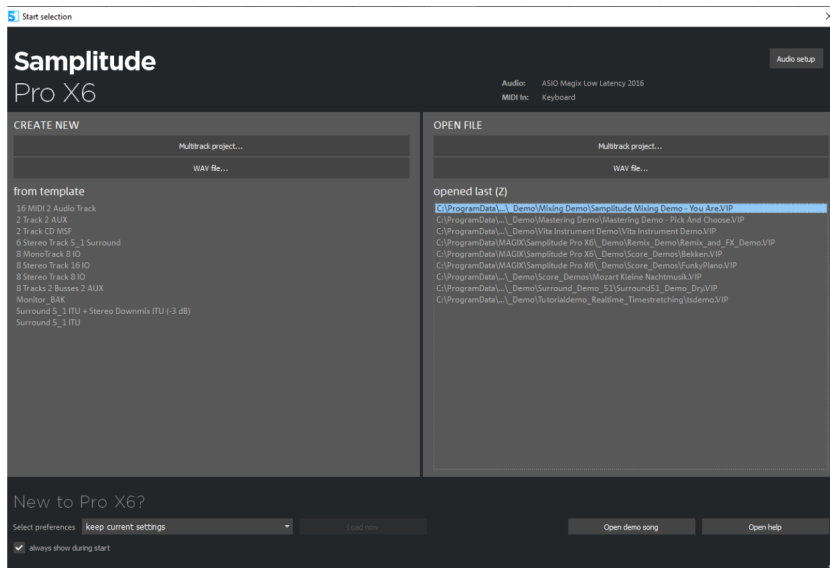 Start selection
Samplitude
Pro X6
Audio setup
Audio: ASIO Magix Low Latency 2016
MIDI In: Keyboard
CREATE NEW
Multitrack project...
WAV file...
from template
16 MIDI 2 Audio Track
2 Track 2 AUX
2 Track CD MSF
6 Stereo Track 5_1 Surround
8 MonoTrack 8 IO
8 Stereo Track 16 IO
8 Stereo Track 8 IO
8 Tracks 2 Busses 2 AUX
Monitor_BAK
Surround 5_1 ITU + Stereo Downmix ITU (-3 dB)
Surround 5_1 ITU
OPEN FILE
Multitrack project...
WAV file...
opened last (Z)
C:\ProgramData\...\_Demo\Mixing Demo\Samplitude Mixing Demo - You Are.VIP
C:\ProgramData\...\_Demo\Mastering Demo\Mastering Demo - Pick And Choose.VIP
C:\ProgramData\...\_Demo\Vita Instrument Demo\Vita Instrument Demo.VIP
C:\ProgramData\MAGIX\Samplitude Pro X6\_Demo\Remix_Demo\Remix_and_FX_Demo.VIP
C:\ProgramData\MAGIX\Samplitude Pro X6\_Demo\Score_Demos\Bekken.VIP
C:\ProgramData\MAGIX\Samplitude Pro X6\_Demo\Score_Demos\FunkyPiano.VIP
C:\ProgramData\...\_Demo\Score_Demos\Mozart Kleine Nachtmusik.VIP
C:\ProgramData\...\_Demo\Surround_Demo_51\Surround51_Demo_Dry.VIP
C:\ProgramData\...\_Demo\Tutorialdemo_Realtime_Timestretching\tsdemo.VIP
New to Pro X6?
Select preferences keep current settings Load now Open demo song Open help
always show during start